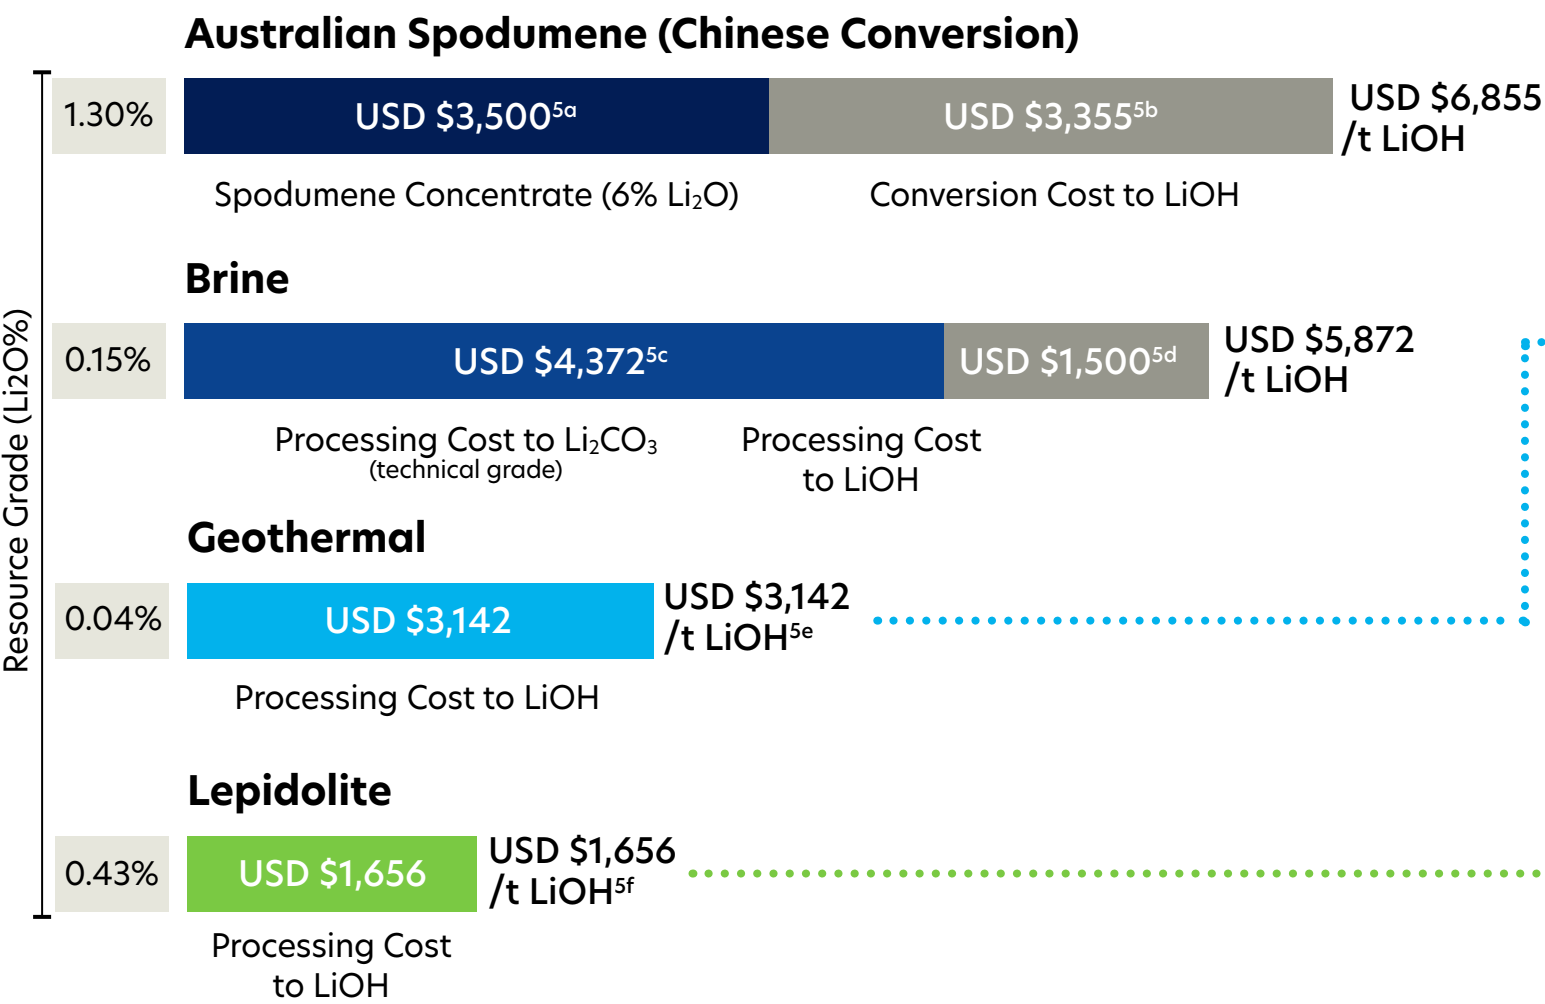 Australian Spodumene (Chinese Conversion)
1.30%
USD $3,500⁵ᵃ
USD $3,355⁵ᵇ
USD $6,855
/t LiOH
Spodumene Concentrate (6% Li₂O)
Conversion Cost to LiOH
Brine
0.15%
USD $4,372⁵ᶜ
USD $1,500⁵ᵈ
USD $5,872
/t LiOH
Processing Cost to Li₂CO₃
(technical grade)
Processing Cost
to LiOH
Resource Grade (Li₂O%)
Geothermal
0.04%
USD $3,142
USD $3,142
/t LiOH⁵ᵉ
Processing Cost to LiOH
Lepidolite
0.43%
USD $1,656
USD $1,656
/t LiOH⁵ᶠ
Processing Cost
to LiOH